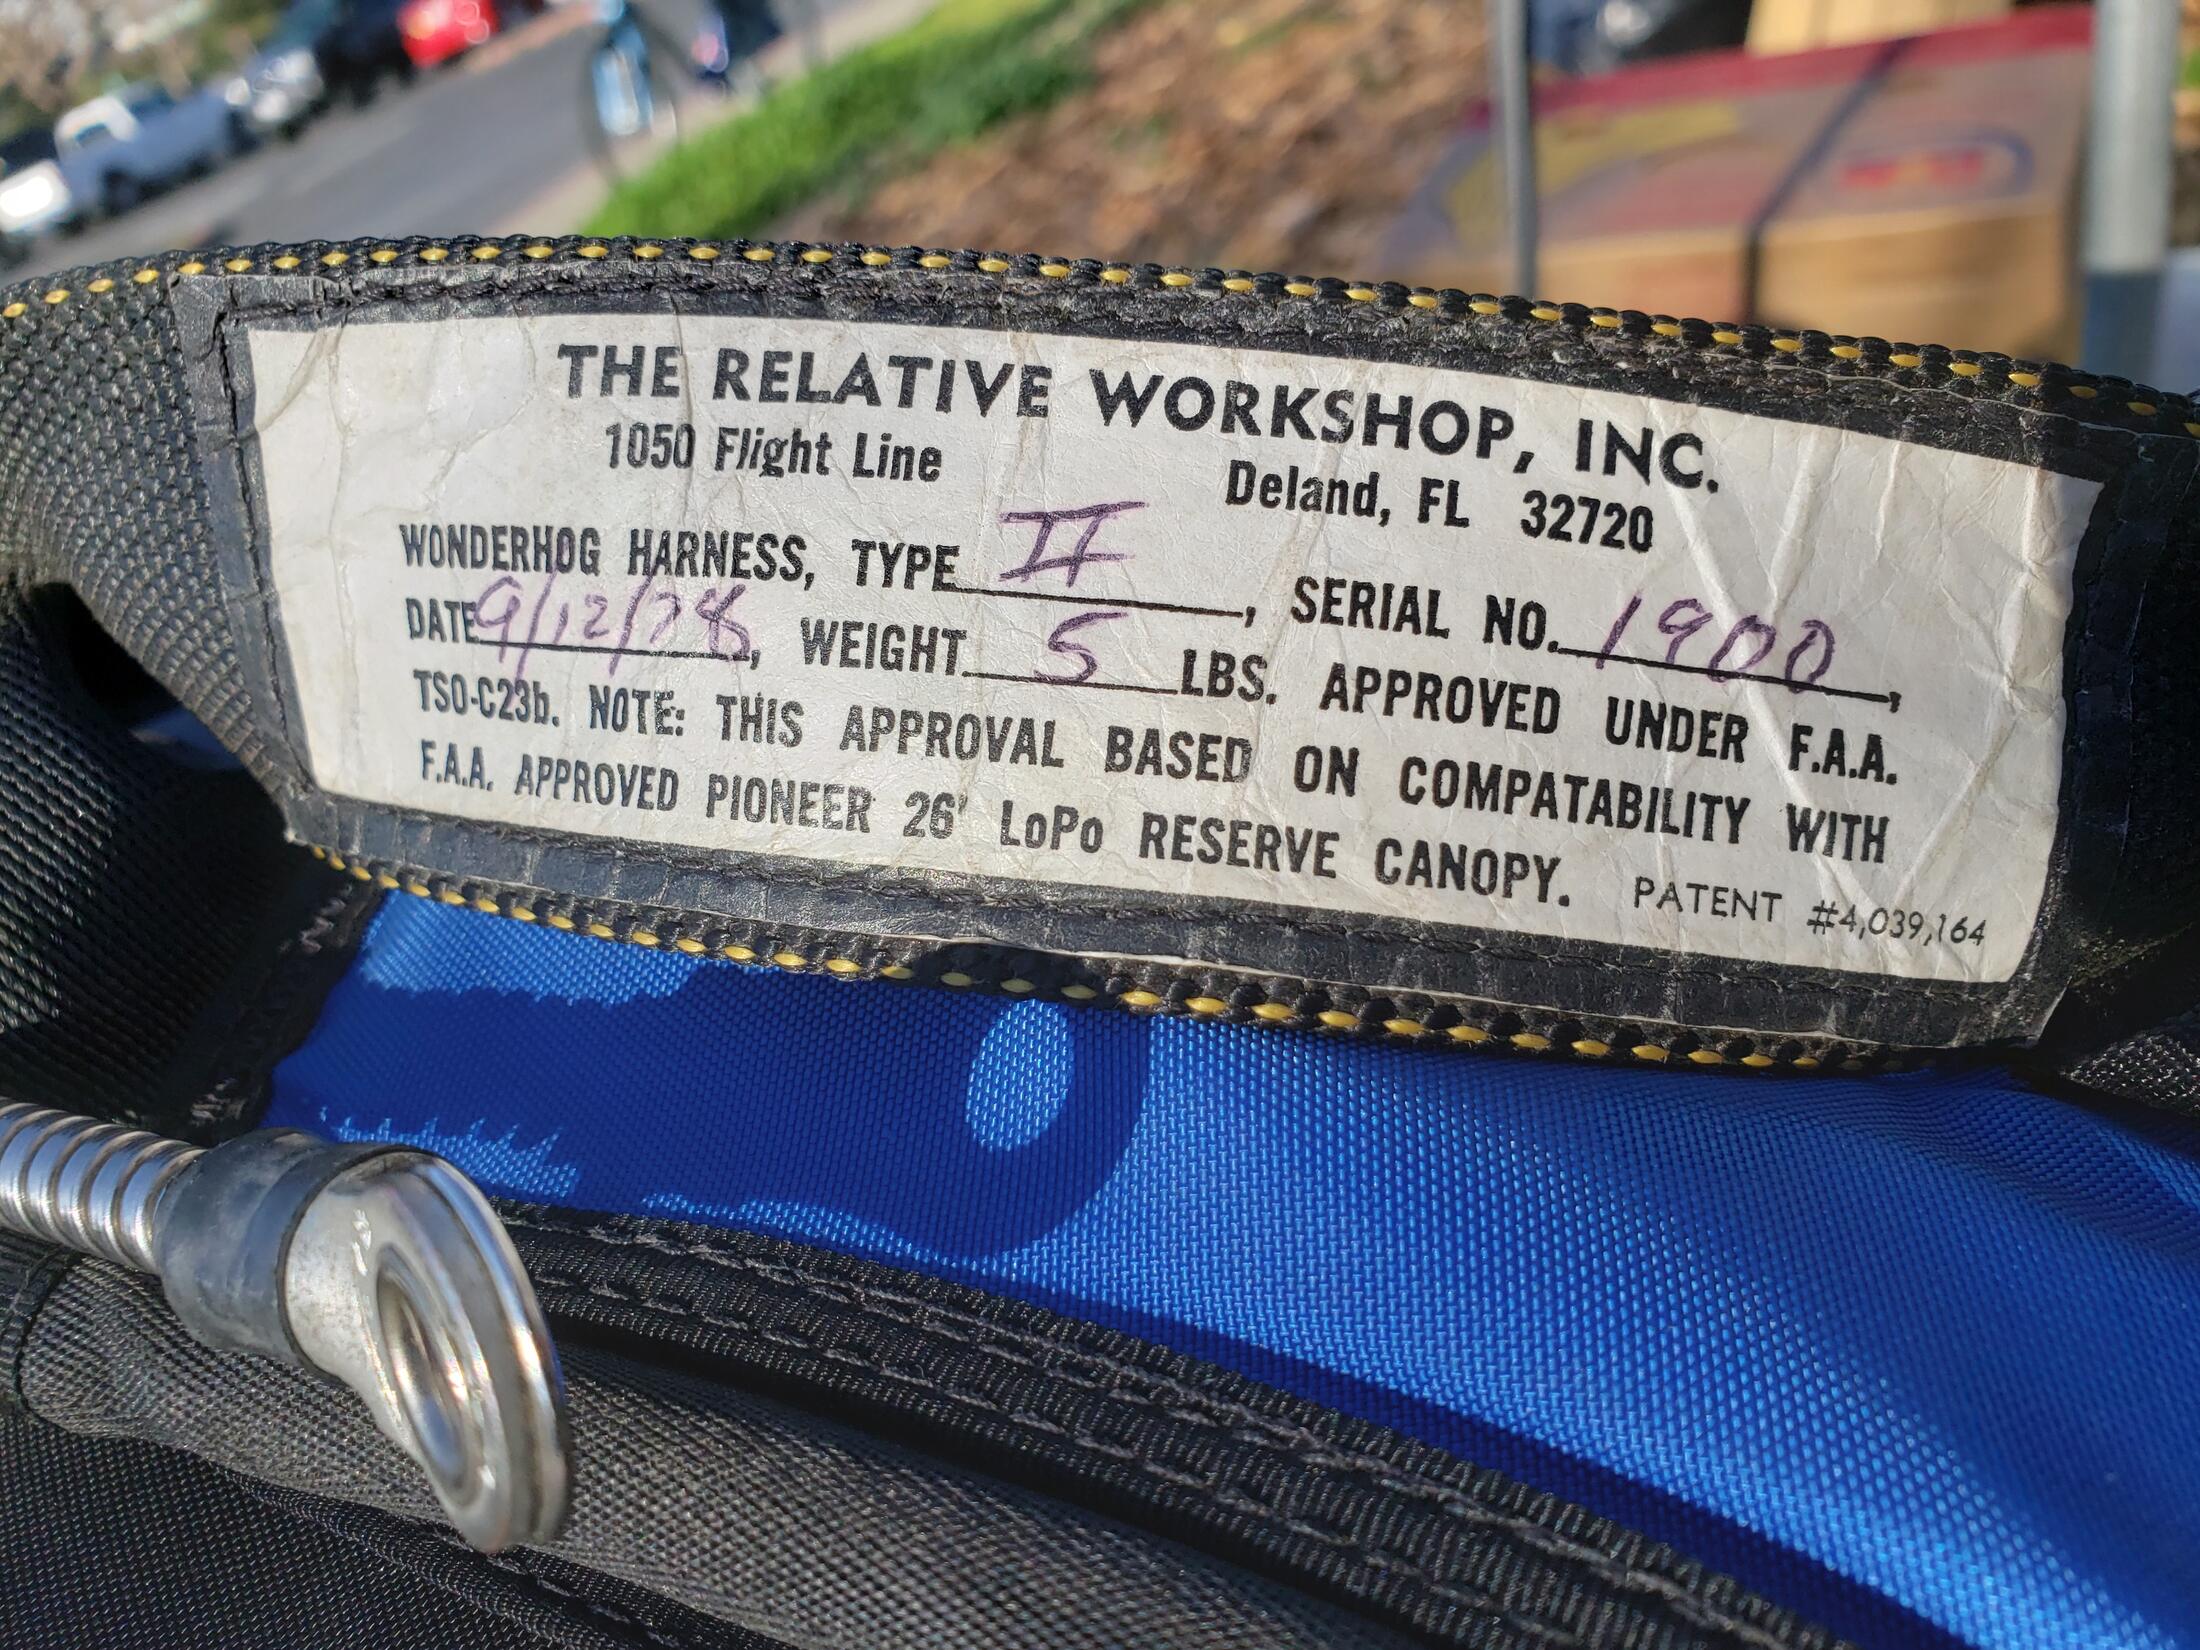 THE RELATIVE WORKSHOP, INC.
1050 Flight Line Deland, FL 32720
WONDERHOG HARNESS, TYPE II, SERIAL NO. 1900,
DATE 9/12/78, WEIGHT 5 LBS. APPROVED UNDER F.A.A.
TSO-C23b. NOTE: THIS APPROVAL BASED ON COMPATABILITY WITH
F.A.A. APPROVED PIONEER 26' LoPo RESERVE CANOPY. PATENT #4,039,164